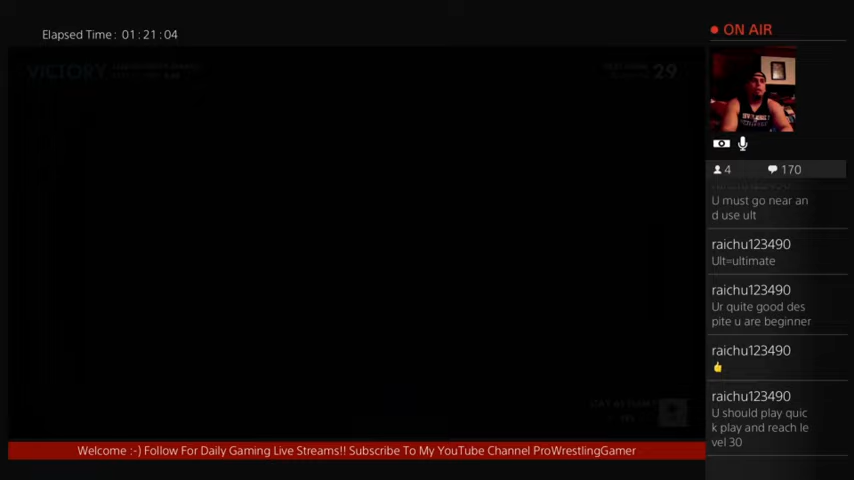 Elapsed Time: 01:21:04
ON AIR
VICTORY
29
4
170
U must go near an
d use ult
raichu123490
Ult=ultimate
raichu123490
Ur quite good des
pite u are beginner
raichu123490
👍
raichu123490
U should play quic
k play and reach le
vel 30
Welcome :-) Follow For Daily Gaming Live Streams!! Subscribe To My YouTube Channel ProWrestlingGamer